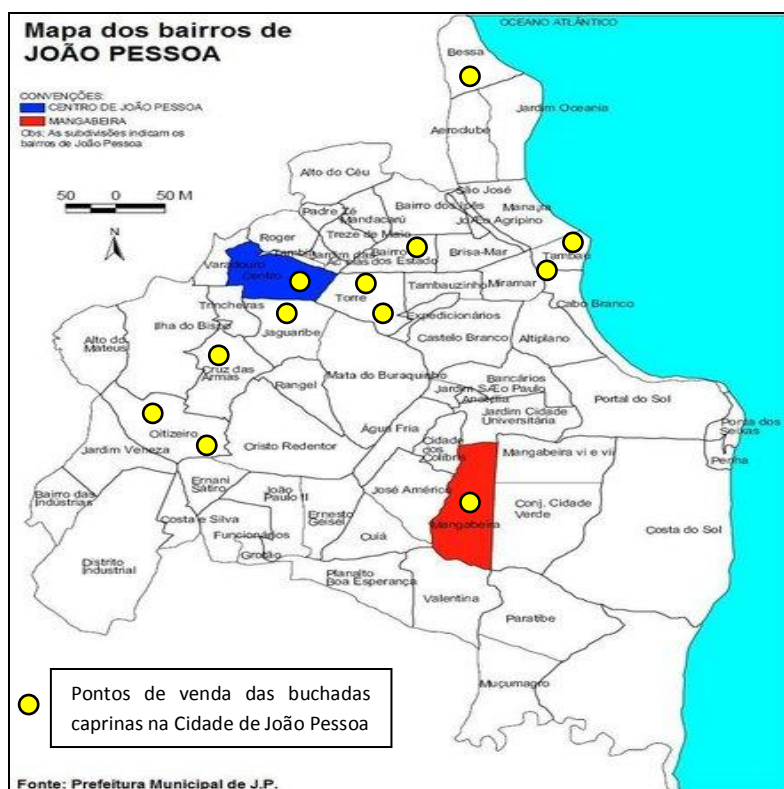 OCEANO ATLÂNTICO
Mapa dos bairros de
JOÃO PESSOA
CONVENÇÕES:
CENTRO DE JOÃO PESSOA
MANGABEIRA
Obs: As subdivisões indicam os
bairros de João Pessoa
50 0 50 M
N
Bessa
Jardim Oceania
Aeroclube
Alto do Céu
São José
Bairro dos Ipês
Manaíra
Padre Zé
Mandacarú
JoÆo Agripino
Treze de Maio
Roger
Bairro
dos Estado
Brisa-Mar
Tambaú
Varadouro
Centro
Torre
Tambauzinho
Miramar
Cabo Branco
Trincheiras
Expedicionários
Ilha do Bispo
Jaguaribe
Castelo Branco
Altiplano
Alto do
Mateus
Cruz das
Armas
Rangel
Mata do Buraquinho
Bancários
Jardim SÆo Paulo
Anatólia
Portal do Sol
Jardim Cidade
Universitária
Ponta dos
Seixas
Oitizeiro
Água Fria
Cidade
dos
Colibris
Cristo Redentor
Mangabeira vi e vii
Penha
Jardim Veneza
Ernani
Sátiro
João
Paulo II
José Américo
Bairro das
Indústrias
Costa e Silva
Ernesto
Geisel
Mangabeira
Conj. Cidade
Verde
Costa do Sol
Funcionários
Cuiá
Grotão
Distrito
Industrial
Planalto
Boa Esperança
Valentina
Paratibe
Muçumagro
Pontos de venda das buchadas
caprinas na Cidade de João Pessoa
Fonte: Prefeitura Municipal de J.P.